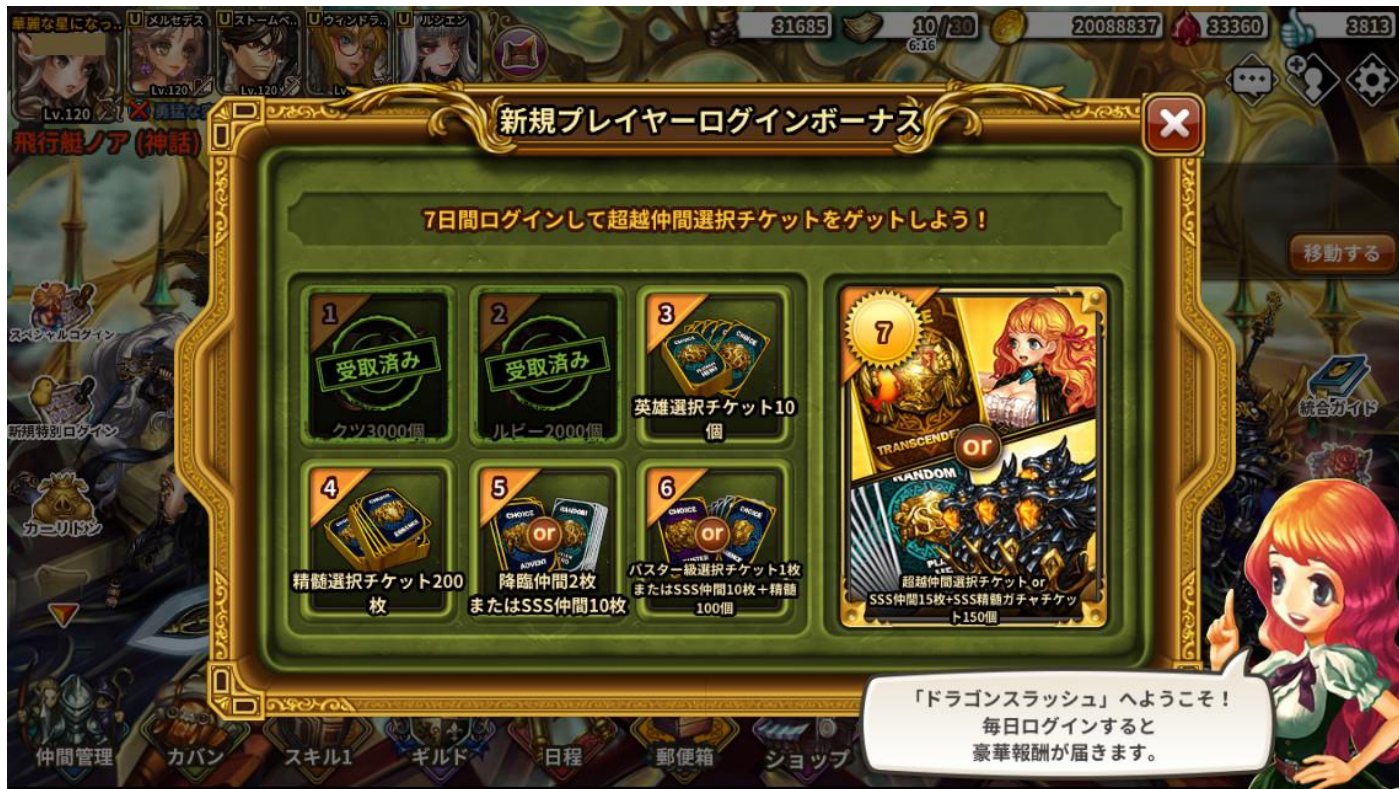 華麗な星になっ..
U メルセデス
U ストームベ..
U ウィンドラ..
U ルシエン
31685
10/30
6:16
20088837
33360
3813
Lv.120
Lv.120
Lv.120
Lv
飛行艇ノア (神話)
新規プレイヤーログインボーナス
7日間ログインして超越仲間選択チケットをゲットしよう！
移動する
スペシャルログイン
新規特別ログイン
カーリドン
統合ガイド
1
受取済み
クツ3000個
2
受取済み
ルビー2000個
3
CHOICE
CHOICE
英雄選択チケット10
個
4
CHOICE
精髄選択チケット200
枚
5
CHOICE
RANDOM
or
ADVENT
降臨仲間2枚
またはSSS仲間10枚
6
CHOICE
CHOICE
or
バスター級選択チケット1枚
またはSSS仲間10枚＋精髄
100個
7
TRANSCENDE
or
RANDOM
超越仲間選択チケット or
SSS仲間15枚+SSS精髄ガチャチケッ
ト150個
「ドラゴンスラッシュ」へようこそ！
毎日ログインすると
豪華報酬が届きます。
仲間管理
カバン
スキル1
ギルド
日程
郵便箱
ショップ